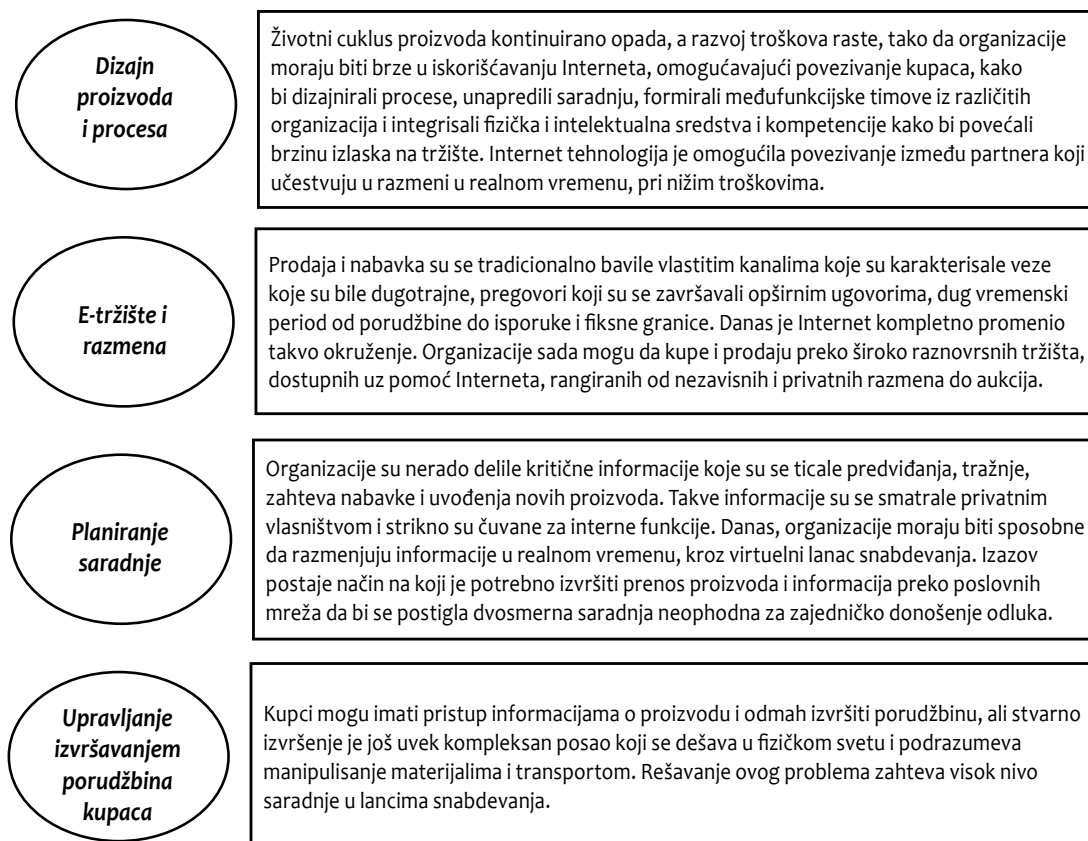 Dizajn
proizvoda
i procesa
Životni cuklus proizvoda kontinuirano opada, a razvoj troškova raste, tako da organizacije
moraju biti brze u iskorišćavanju Interneta, omogućavajući povezivanje kupaca, kako
bi dizajnirali procese, unapredili saradnju, formirali međufunkcijske timove iz različitih
organizacija i integrisali fizička i intelektualna sredstva i kompetencije kako bi povećali
brzinu izlaska na tržište. Internet tehnologija je omogućila povezivanje između partnera koji
učestvuju u razmeni u realnom vremenu, pri nižim troškovima.
E-tržište i
razmena
Prodaja i nabavka su se tradicionalno bavile vlastitim kanalima koje su karakterisale veze
koje su bile dugotrajne, pregovori koji su se završavali opširnim ugovorima, dug vremenski
period od porudžbine do isporuke i fiksne granice. Danas je Internet kompletno promenio
takvo okruženje. Organizacije sada mogu da kupe i prodaju preko široko raznovrsnih tržišta,
dostupnih uz pomoć Interneta, rangiranih od nezavisnih i privatnih razmena do aukcija.
Planiranje
saradnje
Organizacije su nerado delile kritične informacije koje su se ticale predviđanja, tražnje,
zahteva nabavke i uvođenja novih proizvoda. Takve informacije su se smatrale privatnim
vlasništvom i strikno su čuvane za interne funkcije. Danas, organizacije moraju biti sposobne
da razmenjuju informacije u realnom vremenu, kroz virtuelni lanac snabdevanja. Izazov
postaje način na koji je potrebno izvršiti prenos proizvoda i informacija preko poslovnih
mreža da bi se postigla dvosmerna saradnja neophodna za zajedničko donošenje odluka.
Upravljanje
izvršavanjem
porudžbina
kupaca
Kupci mogu imati pristup informacijama o proizvodu i odmah izvršiti porudžbinu, ali stvarno
izvršenje je još uvek kompleksan posao koji se dešava u fizičkom svetu i podrazumeva
manipulisanje materijalima i transportom. Rešavanje ovog problema zahteva visok nivo
saradnje u lancima snabdevanja.